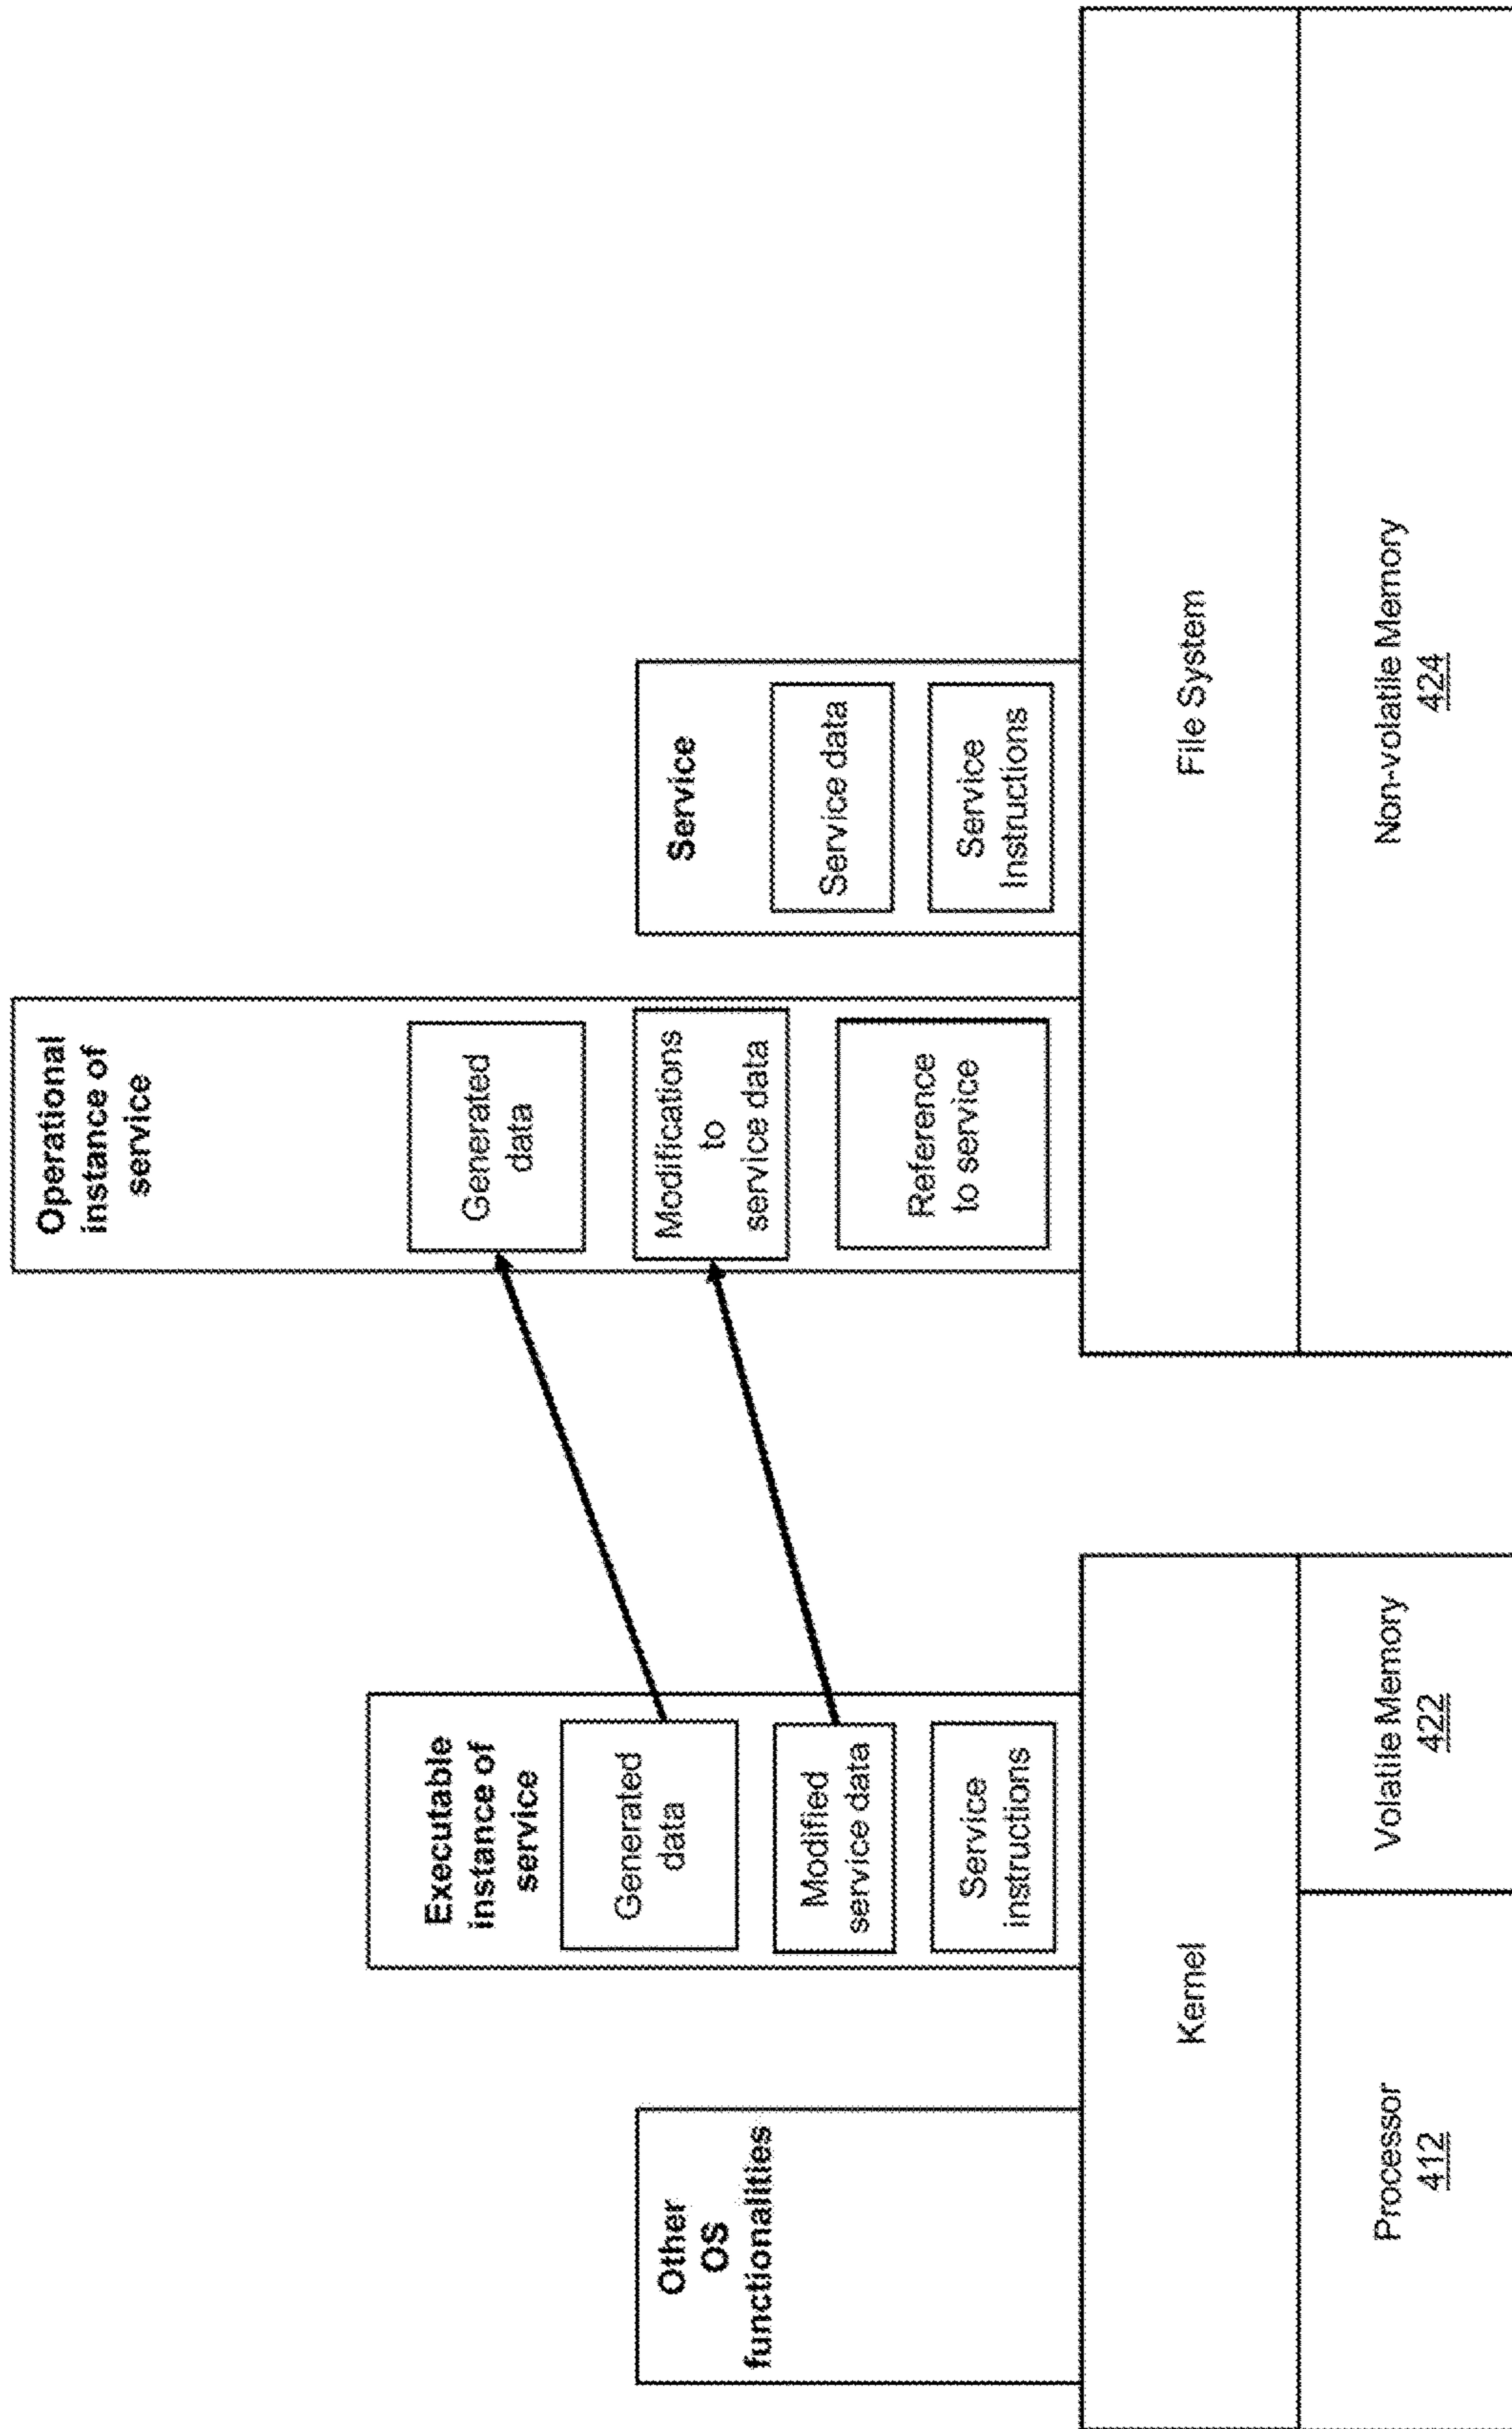 Other
OS
functionalities
Executable
instance of
service
Generated
data
Modified
service data
Service
instructions
Kernel
Processor
412
Volatile Memory
422
Operational
instance of
service
Generated
data
Modifications
to
service data
Reference
to service
Service
Service data
Service
Instructions
File System
Non-volatile Memory
424